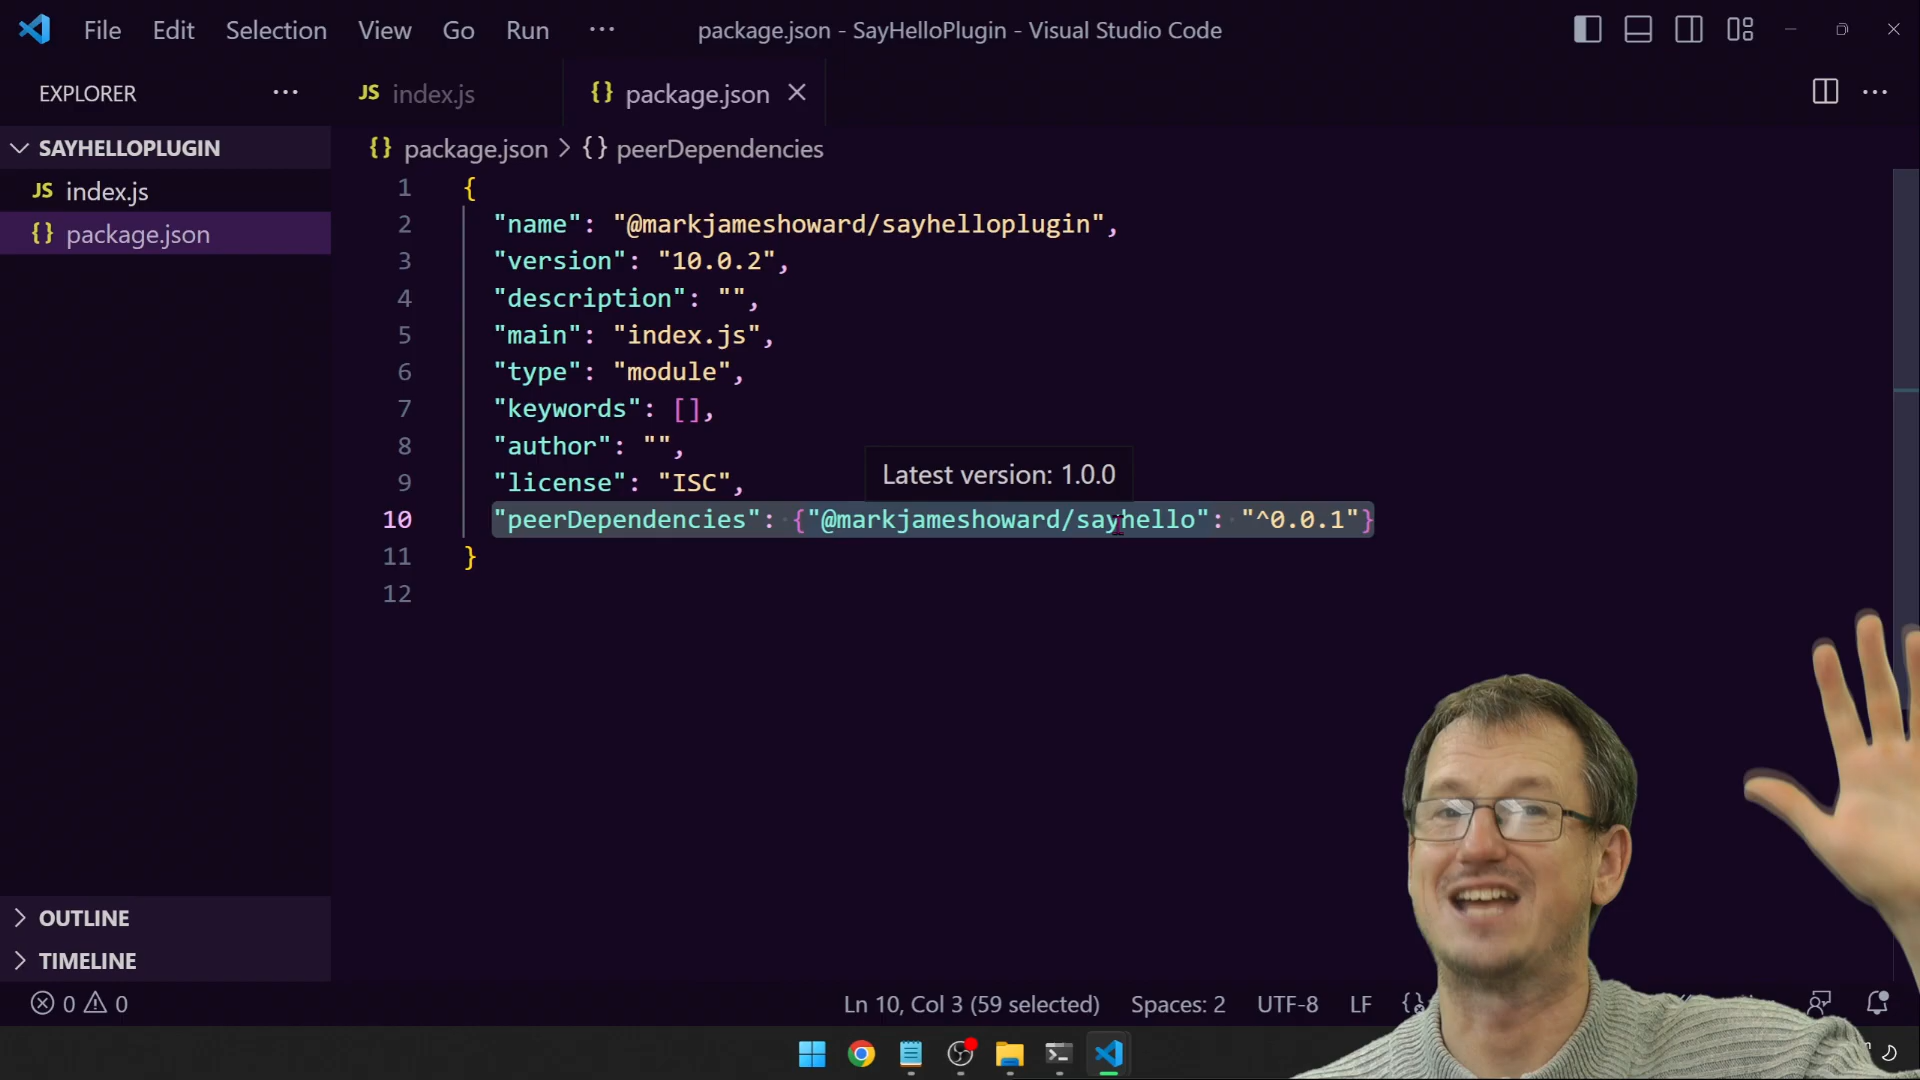 File Edit Selection View Go Run ··· package.json - SayHelloPlugin - Visual Studio Code
EXPLORER ···
JS index.js {} package.json
SAYHELLOPLUGIN
JS index.js
{} package.json
{} package.json > {} peerDependencies
1 {
2 "name": "@markjameshoward/sayhelloplugin",
3 "version": "10.0.2",
4 "description": "",
5 "main": "index.js",
6 "type": "module",
7 "keywords": [],
8 "author": "",
9 "license": "ISC",
Latest version: 1.0.0
10 "peerDependencies": {"@markjameshoward/sayhello": "^0.0.1"}
11 }
12
OUTLINE
TIMELINE
0 0 Ln 10, Col 3 (59 selected) Spaces: 2 UTF-8 LF